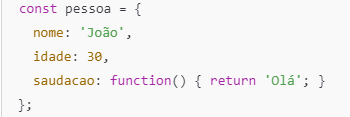 const pessoa = {
  nome: 'João',
  idade: 30,
  saudacao: function() { return 'Olá'; }
};